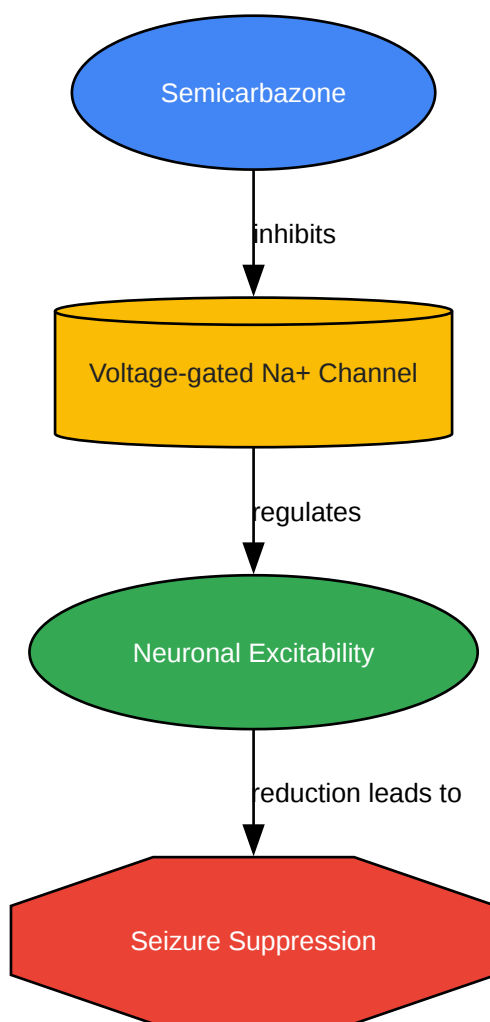 Semicarbazone
inhibits
Voltage-gated Na+ Channel
regulates
Neuronal Excitability
reduction leads to
Seizure Suppression